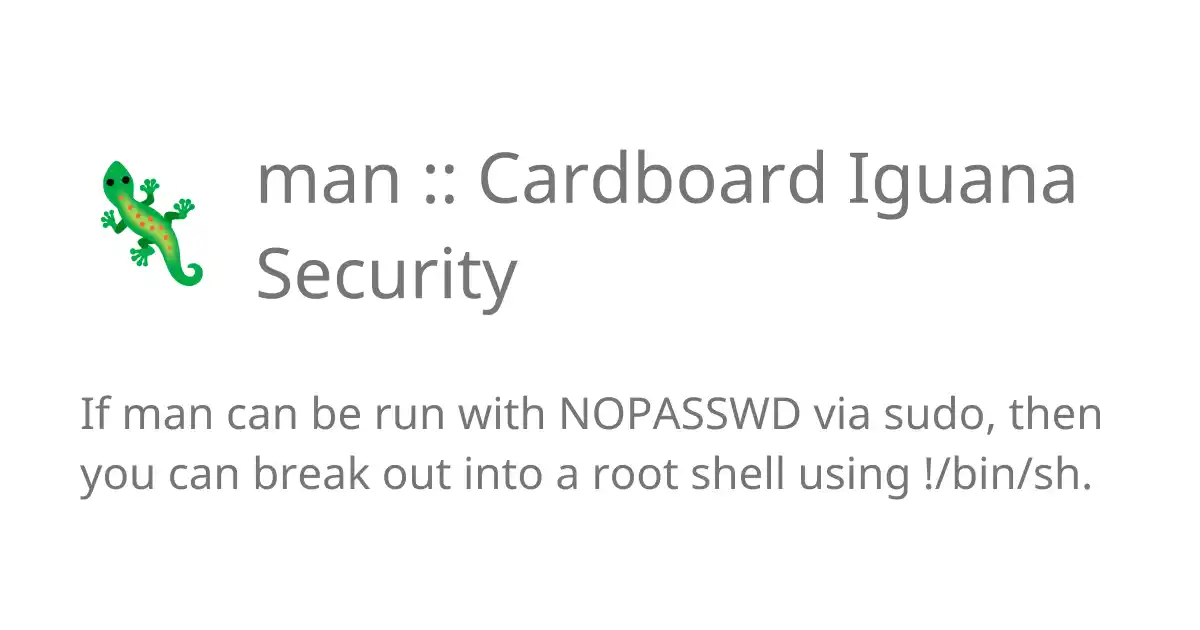 man :: Cardboard Iguana
Security
If man can be run with NOPASSWD via sudo, then
you can break out into a root shell using !/bin/sh.